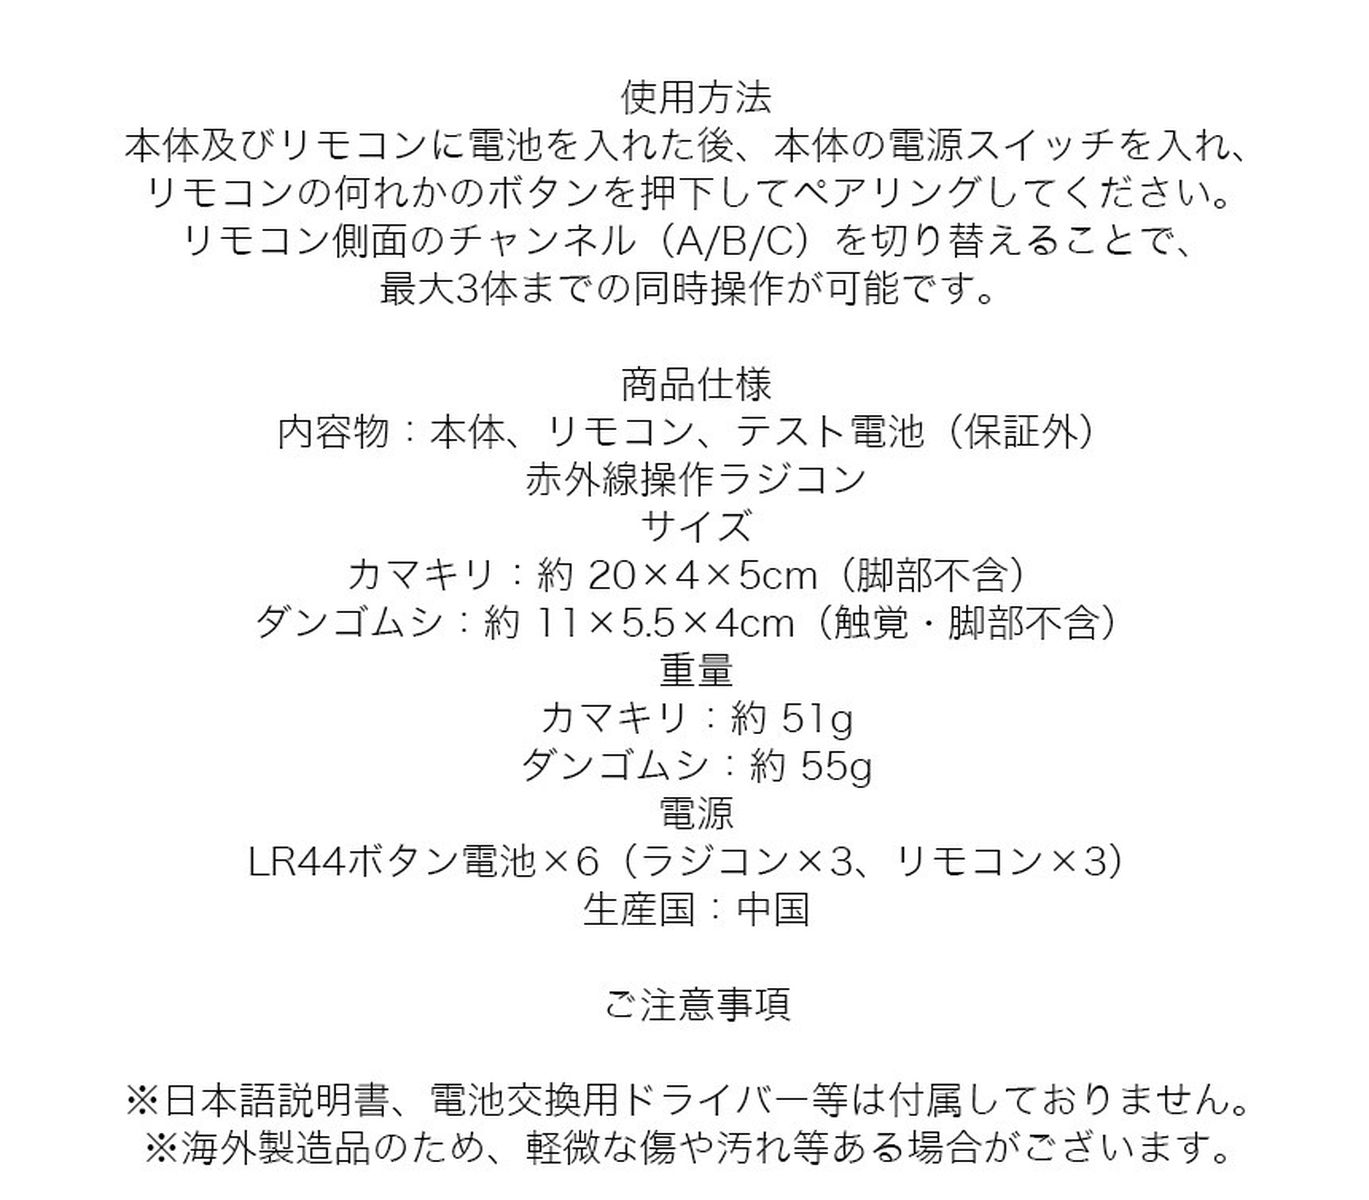 使用方法
本体及びリモコンに電池を入れた後、本体の電源スイッチを入れ、
リモコンの何れかのボタンを押下してペアリングしてください。
リモコン側面のチャンネル（A/B/C）を切り替えることで、
最大3体までの同時操作が可能です。
商品仕様
内容物：本体、リモコン、テスト電池（保証外）
赤外線操作ラジコン
サイズ
カマキリ：約 20×4×5cm（脚部不含）
ダンゴムシ：約 11×5.5×4cm（触覚・脚部不含）
重量
カマキリ：約 51g
ダンゴムシ：約 55g
電源
LR44ボタン電池×6（ラジコン×3、リモコン×3）
生産国：中国
ご注意事項
※日本語説明書、電池交換用ドライバー等は付属しておりません。
※海外製造品のため、軽微な傷や汚れ等ある場合がございます。